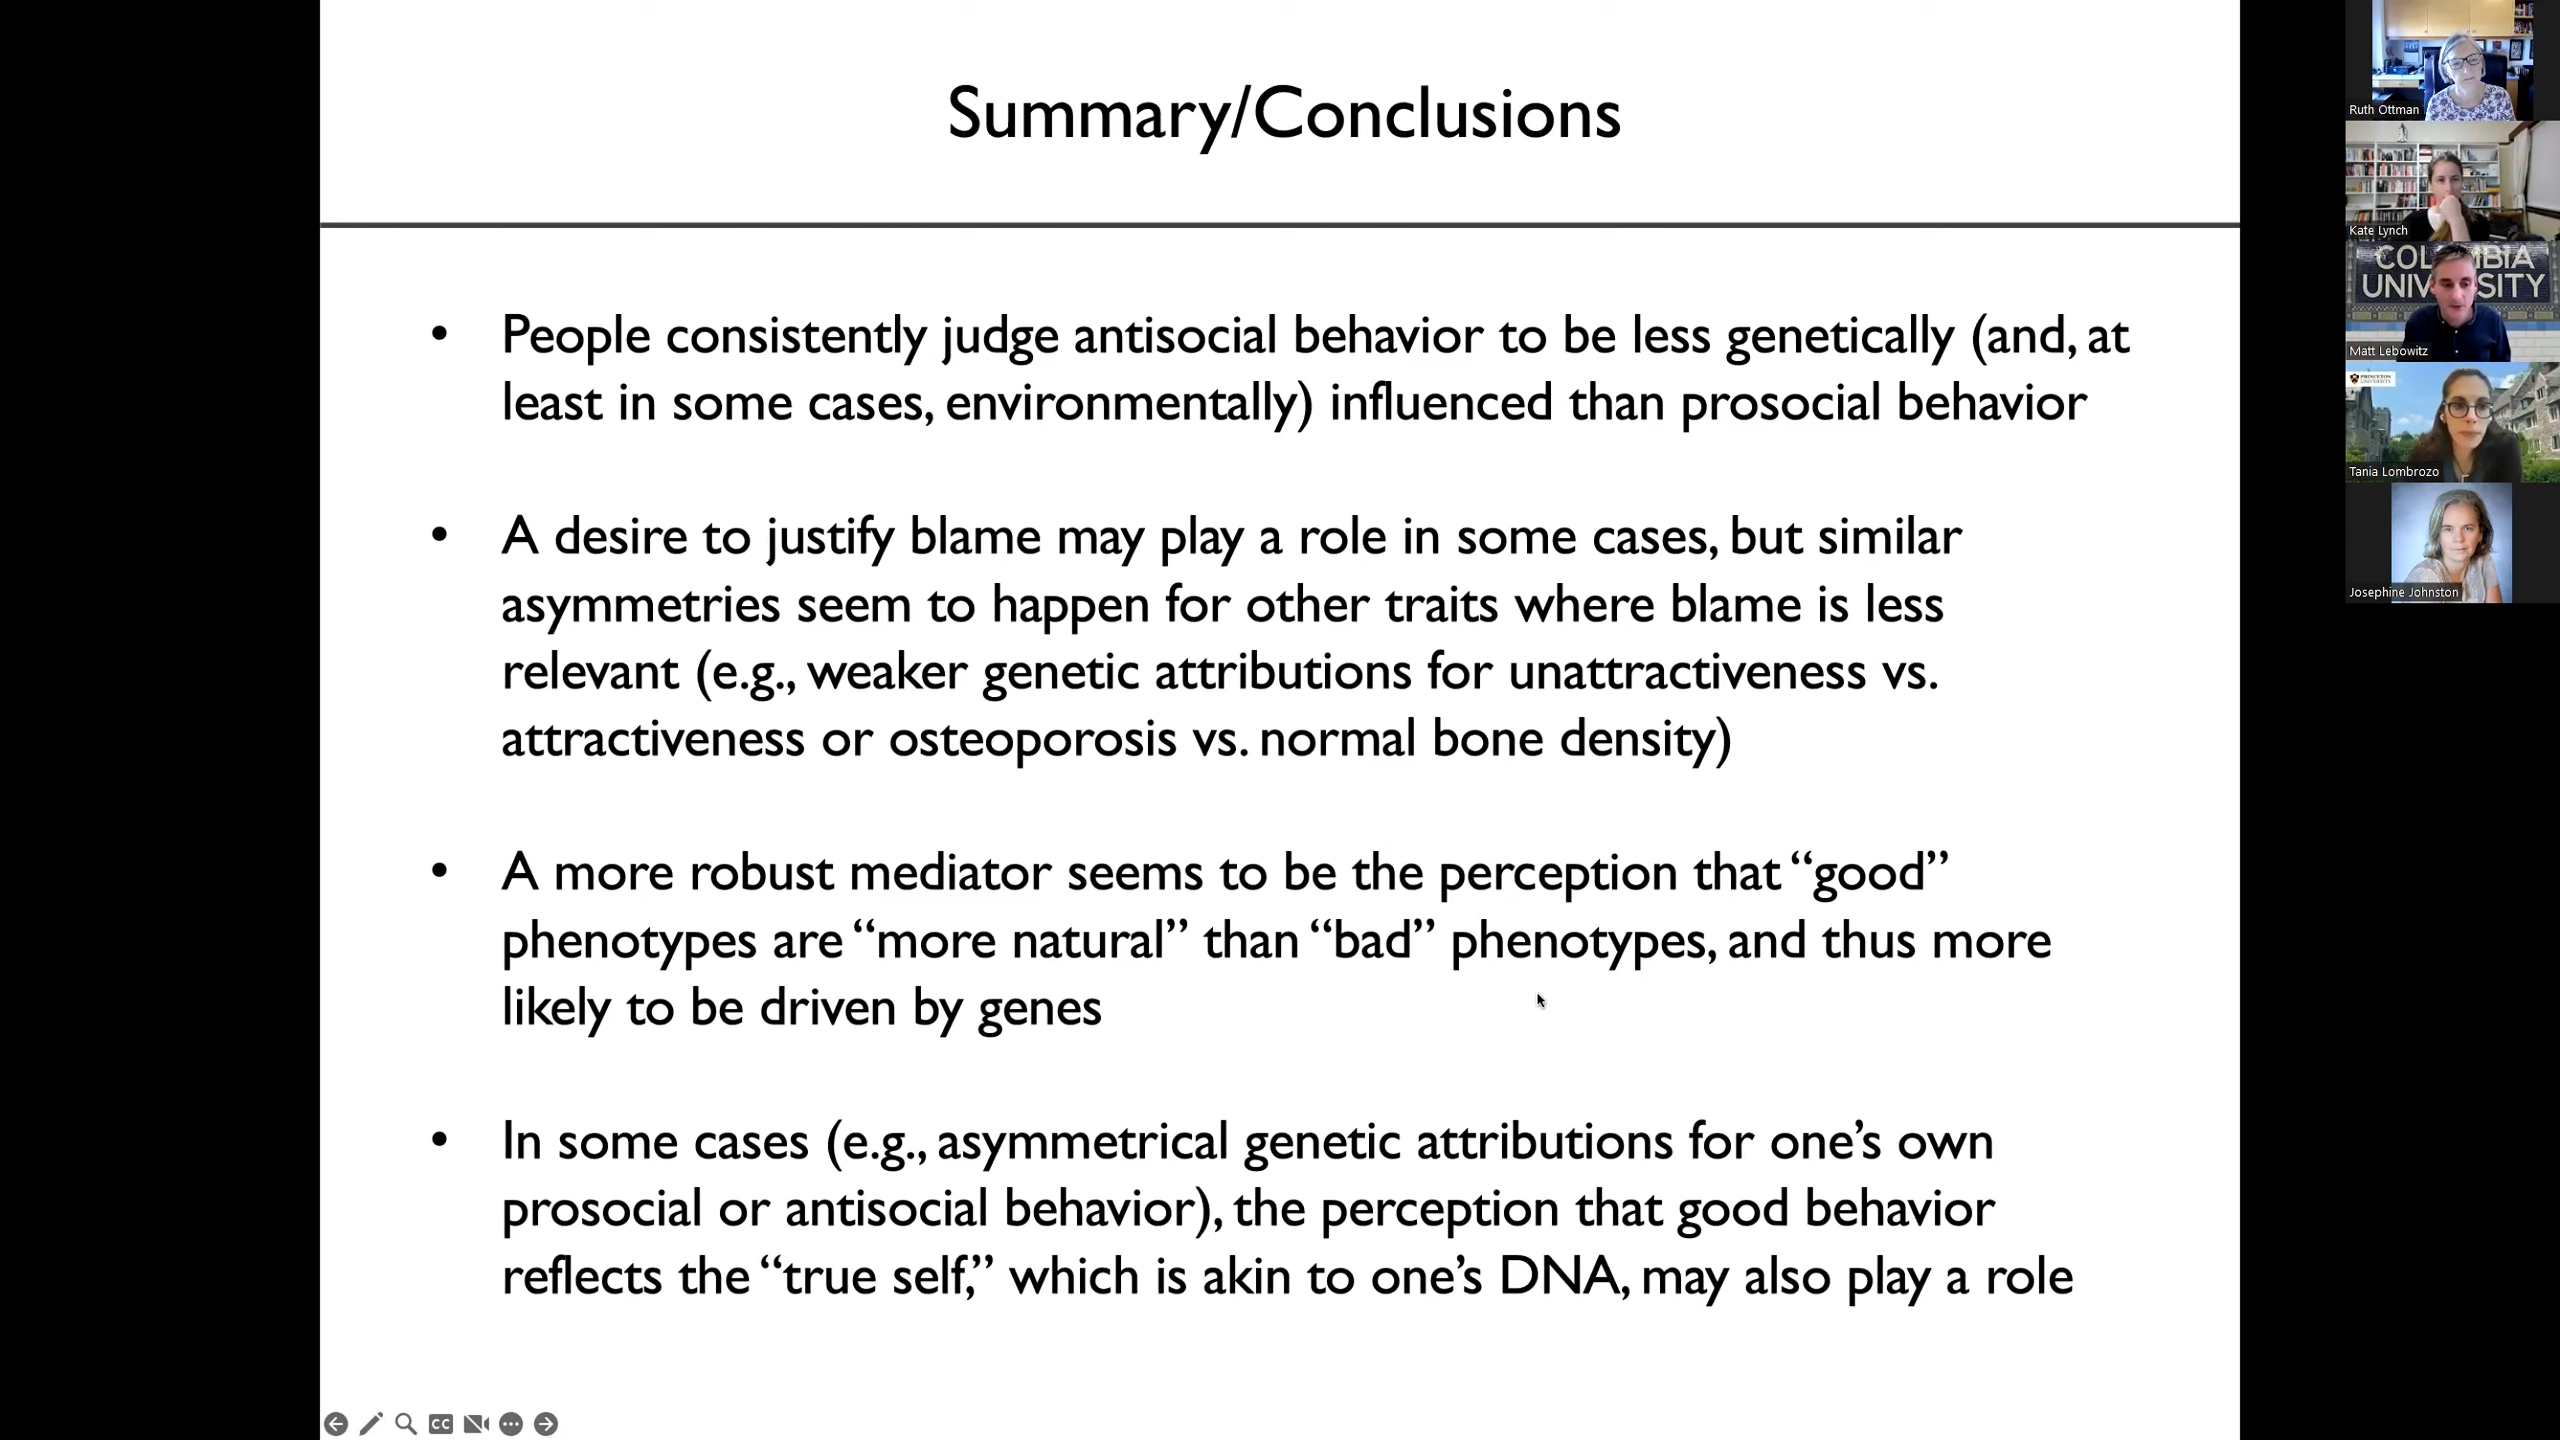 Summary/Conclusions
• People consistently judge antisocial behavior to be less genetically (and, at
least in some cases, environmentally) influenced than prosocial behavior
• A desire to justify blame may play a role in some cases, but similar
asymmetries seem to happen for other traits where blame is less
relevant (e.g., weaker genetic attributions for unattractiveness vs.
attractiveness or osteoporosis vs. normal bone density)
• A more robust mediator seems to be the perception that “good”
phenotypes are “more natural” than “bad” phenotypes, and thus more
likely to be driven by genes
• In some cases (e.g., asymmetrical genetic attributions for one’s own
prosocial or antisocial behavior), the perception that good behavior
reflects the “true self,” which is akin to one’s DNA, may also play a role
CC
Ruth Ottman
Kate Lynch
Matt Lebowitz
PRINCETON
UNIVERSITY
Tania Lombrozo
Josephine Johnston